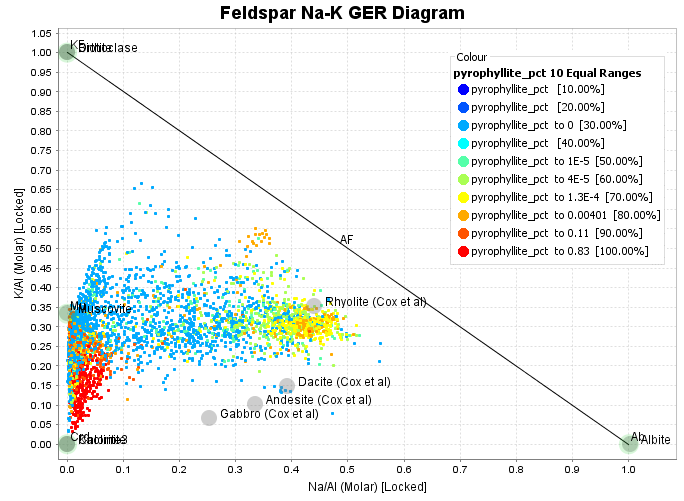 Feldspar Na-K GER Diagram
1.05
1.00
0.95
0.90
0.85
0.80
0.75
0.70
0.65
0.60
0.55
0.50
0.45
0.40
0.35
0.30
0.25
0.20
0.15
0.10
0.05
0.00
K/Al (Molar) [Locked]
Colour
pyrophyllite_pct 10 Equal Ranges
pyrophyllite_pct [10.00%]
pyrophyllite_pct [20.00%]
pyrophyllite_pct to 0 [30.00%]
pyrophyllite_pct [40.00%]
pyrophyllite_pct to 1E-5 [50.00%]
pyrophyllite_pct to 4E-5 [60.00%]
pyrophyllite_pct to 1.3E-4 [70.00%]
pyrophyllite_pct to 0.00401 [80.00%]
pyrophyllite_pct to 0.11 [90.00%]
pyrophyllite_pct to 0.83 [100.00%]
AF
Muscovite
Rhyolite (Cox et al)
Dacite (Cox et al)
Andesite (Cox et al)
Gabbro (Cox et al)
Ab
Albite
0.0 0.1 0.2 0.3 0.4 0.5 0.6 0.7 0.8 0.9 1.0
Na/Al (Molar) [Locked]